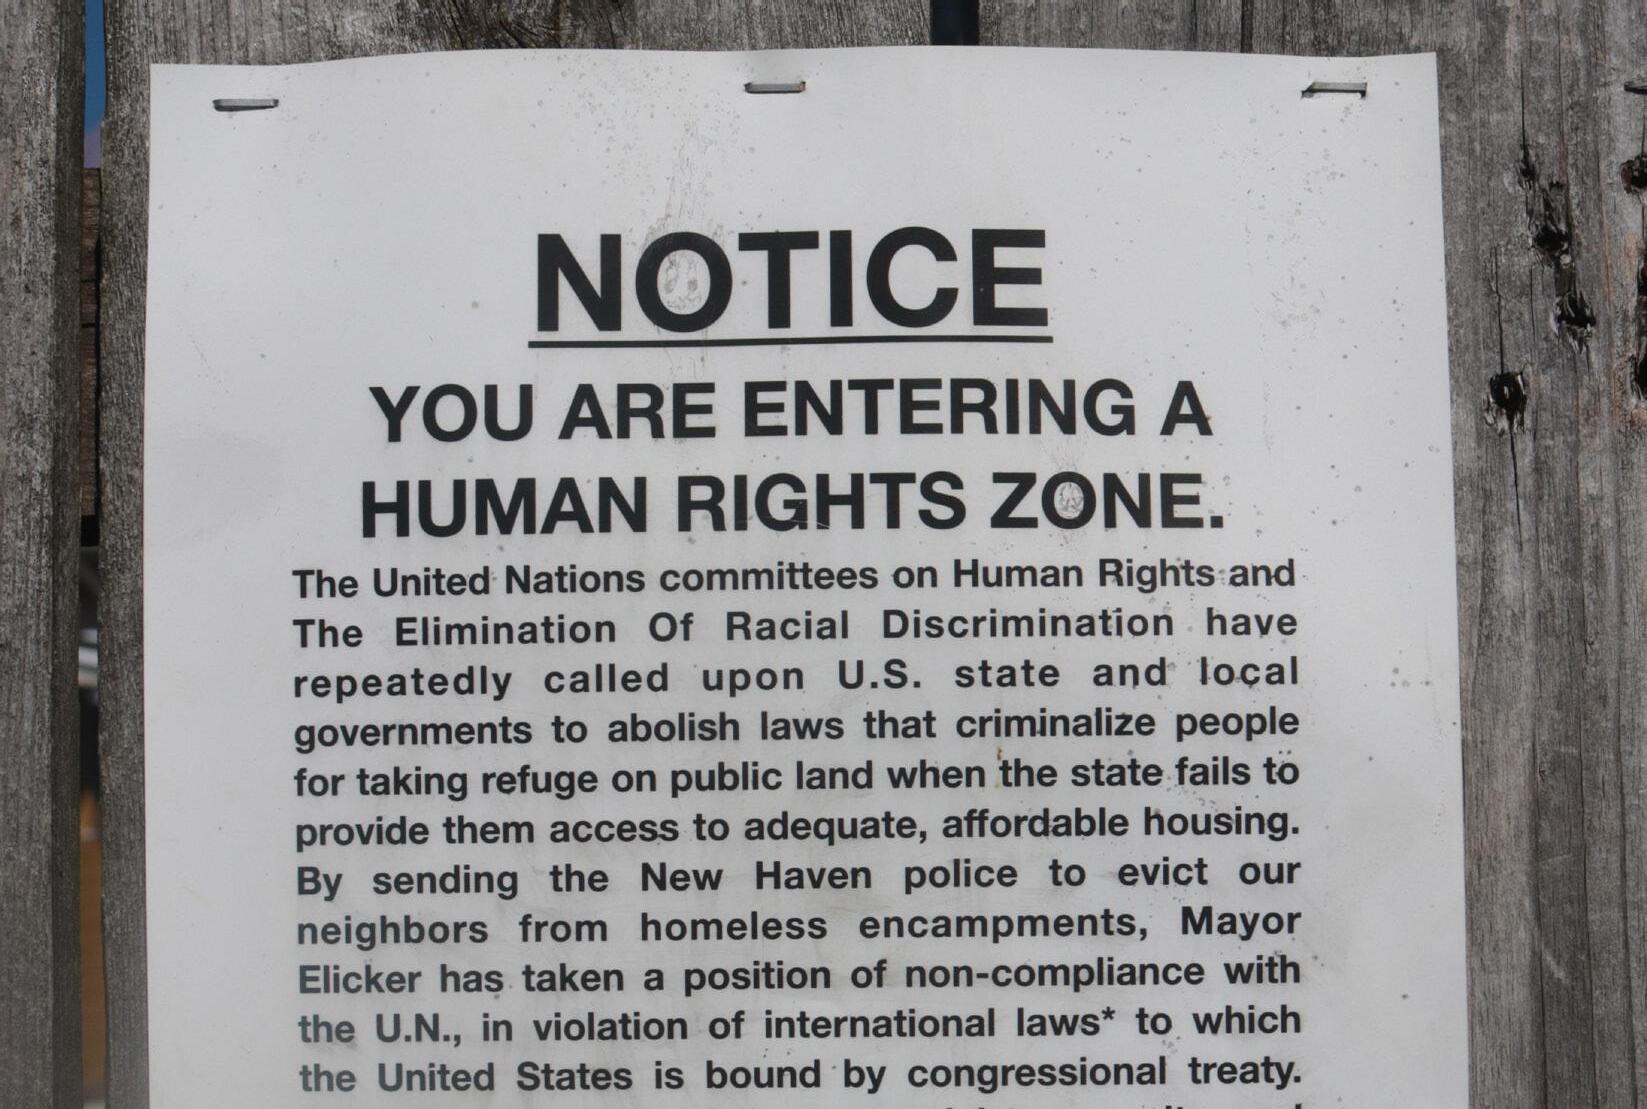 NOTICE
YOU ARE ENTERING A
HUMAN RIGHTS ZONE.
The United Nations committees on Human Rights and
The Elimination Of Racial Discrimination have
repeatedly called upon U.S. state and local
governments to abolish laws that criminalize people
for taking refuge on public land when the state fails to
provide them access to adequate, affordable housing.
By sending the New Haven police to evict our
neighbors from homeless encampments, Mayor
Elicker has taken a position of non-compliance with
the U.N., in violation of international laws* to which
the United States is bound by congressional treaty.